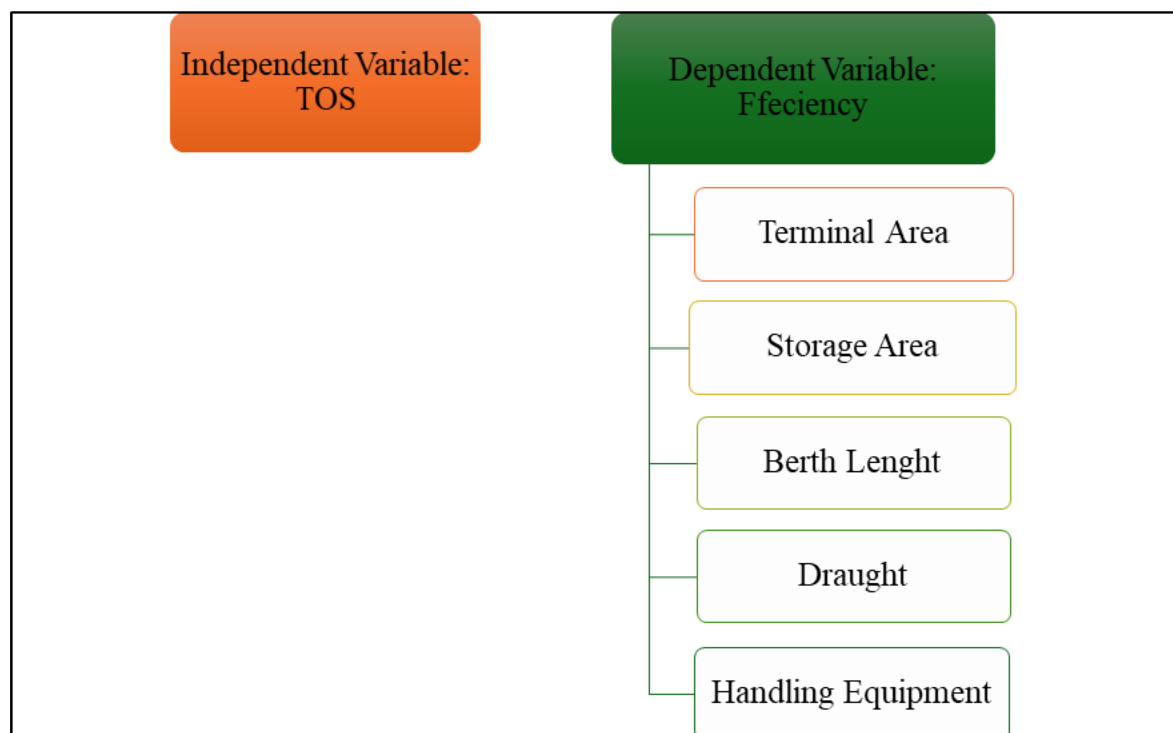 Independent Variable:
TOS
Dependent Variable:
Ffeciency
Terminal Area
Storage Area
Berth Lenght
Draught
Handling Equipment